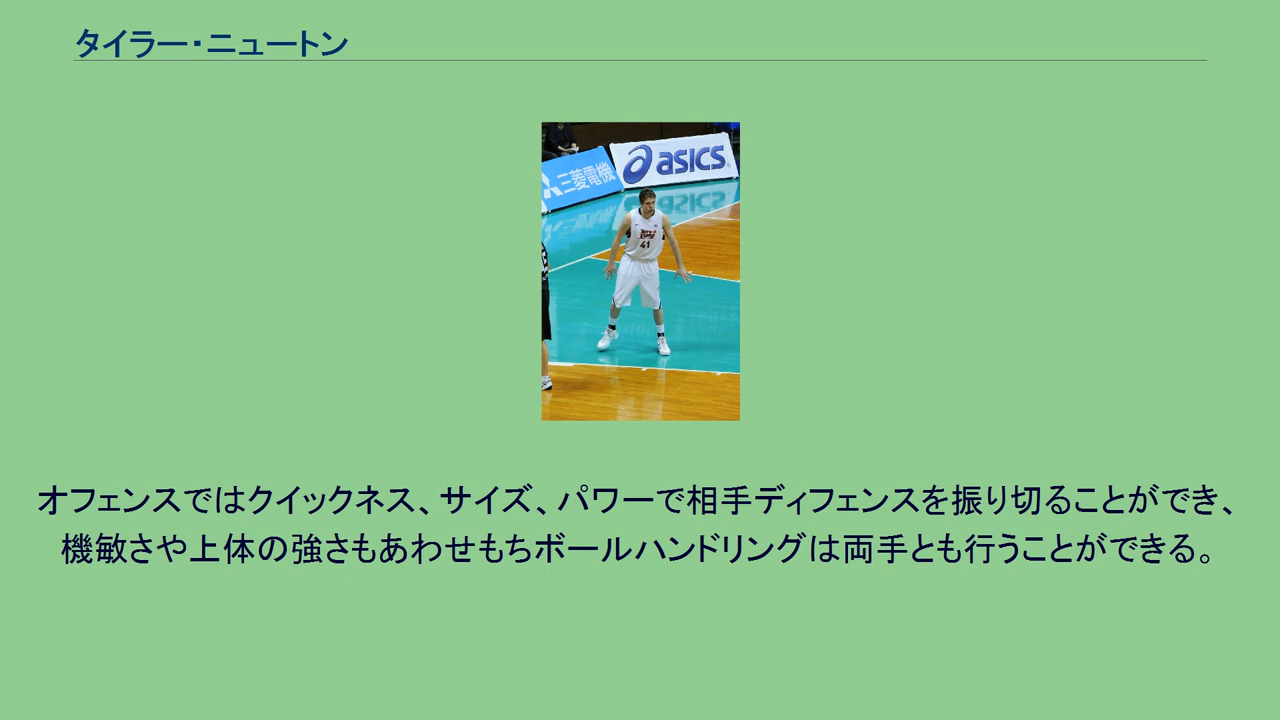 タイラー・ニュートン
asics
三菱電機
41
オフェンスではクイックネス、サイズ、パワーで相手ディフェンスを振り切ることができ、
機敏さや上体の強さもあわせもちボールハンドリングは両手とも行うことができる。